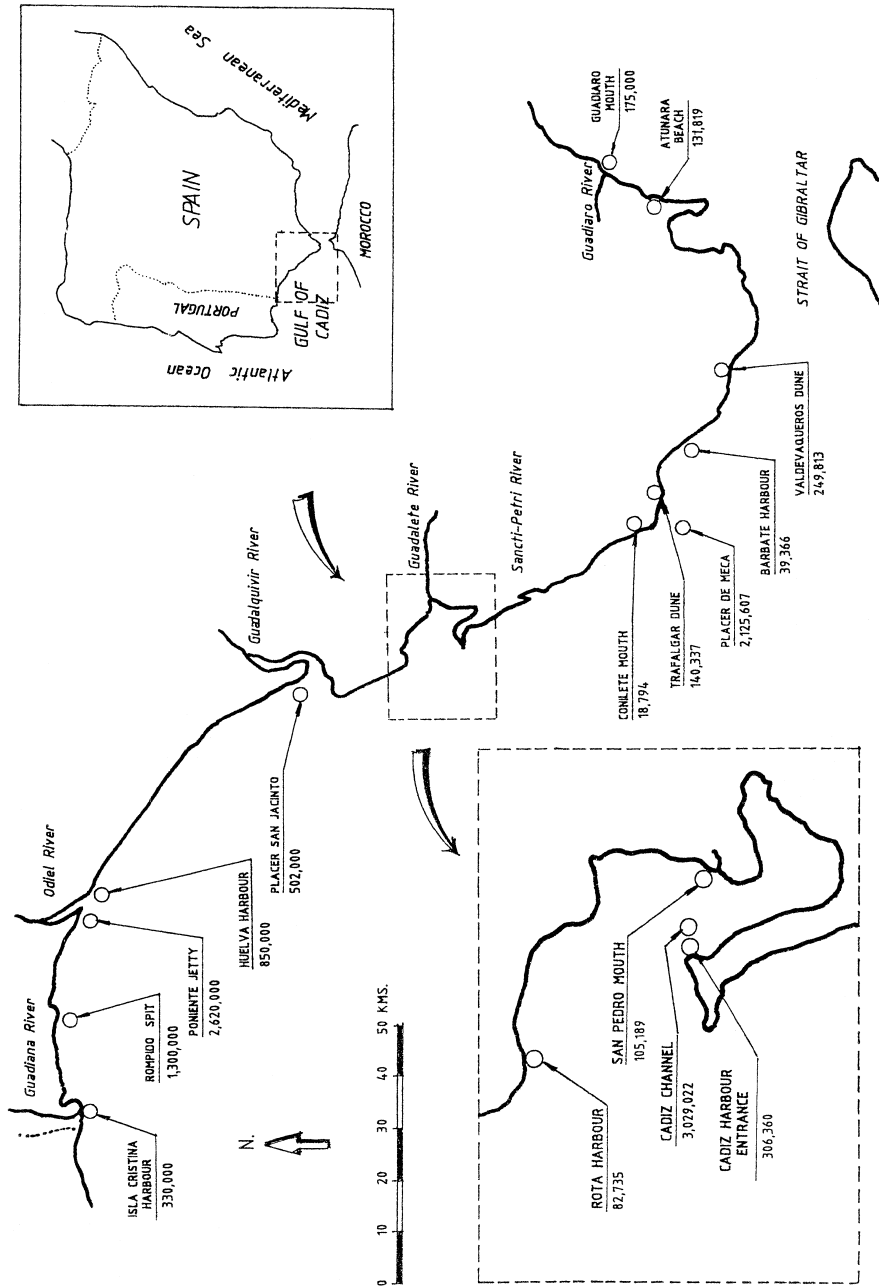 Mediterranean Sea
SPAIN
PORTUGAL
Atlantic Ocean
GULF OF
CADIZ
MOROCCO
Guadiana River
Odiel River
Guadalquivir River
Guadalete River
Sancti-Petri River
Guadiaro River
GUADIARO
MOUTH
175,000
ATUNARA
BEACH
131,819
STRAIT OF GIBRALTAR
ISLA CRISTINA
HARBOUR
330,000
ROMPIDO SPIT
1,300,000
PONIENTE JETTY
2,620,000
HUELVA HARBOUR
850,000
PLACER SAN JACINTO
502,000
CONILETE MOUTH
18,794
TRAFALGAR DUNE
140,337
PLACER DE MECA
2,125,607
BARBATE HARBOUR
39,366
VALDEVAQUEROS DUNE
249,813
N.
0 10 20 30 40 50 KMS.
ROTA HARBOUR
82,735
SAN PEDRO MOUTH
105,189
CADIZ CHANNEL
3,029,022
CADIZ HARBOUR
ENTRANCE
306,360